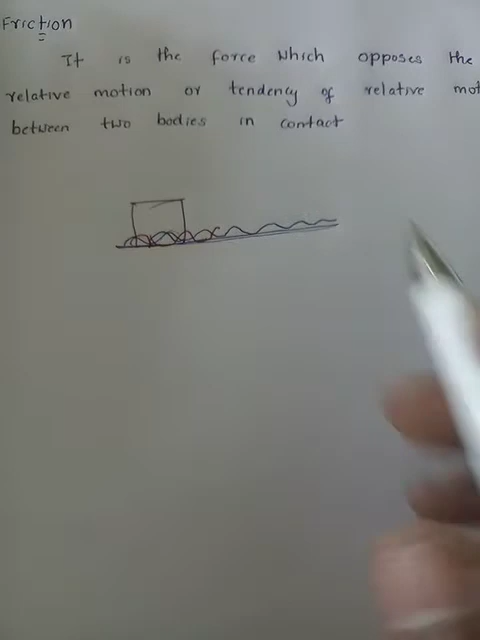 Friction
It is the force which opposes the
relative motion or tendency of relative mot
between two bodies in contact